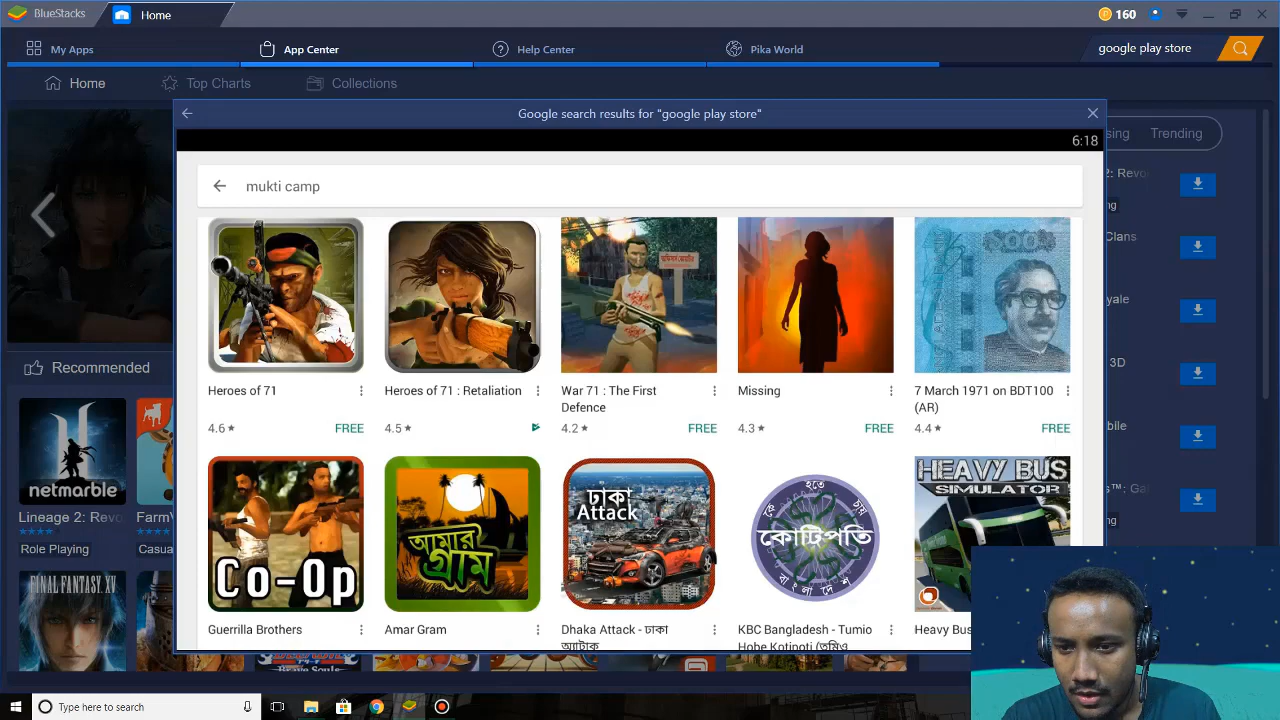 BlueStacks
Home
160
My Apps
App Center
Help Center
Pika World
google play store
Home
Top Charts
Collections
Google search results for "google play store"
6:18
mukti camp
Trending
Clans
3D
Heroes of 71
Heroes of 71 : Retaliation
War 71 : The First
Defence
Missing
7 March 1971 on BDT100
(AR)
4.6★ FREE
4.5★
4.2★ FREE
4.3★ FREE
4.4★ FREE
Recommended
netmarble
Lineage 2: Revo
Role Playing
FarmV
Casua
FINAL FANTASY XV
Co-Op
আমার
গ্রাম
ঢাকা
Attack
কে হতে চায়
কোটিপতি
বাংলাদেশ
HEAVY BUS
SIMULATOR
Guerrilla Brothers
Amar Gram
Dhaka Attack - ঢাকা
অ্যাটাক
KBC Bangladesh - Tumio
Hobe Kotipoti (তুমিও
Heavy Bus
Type here to search